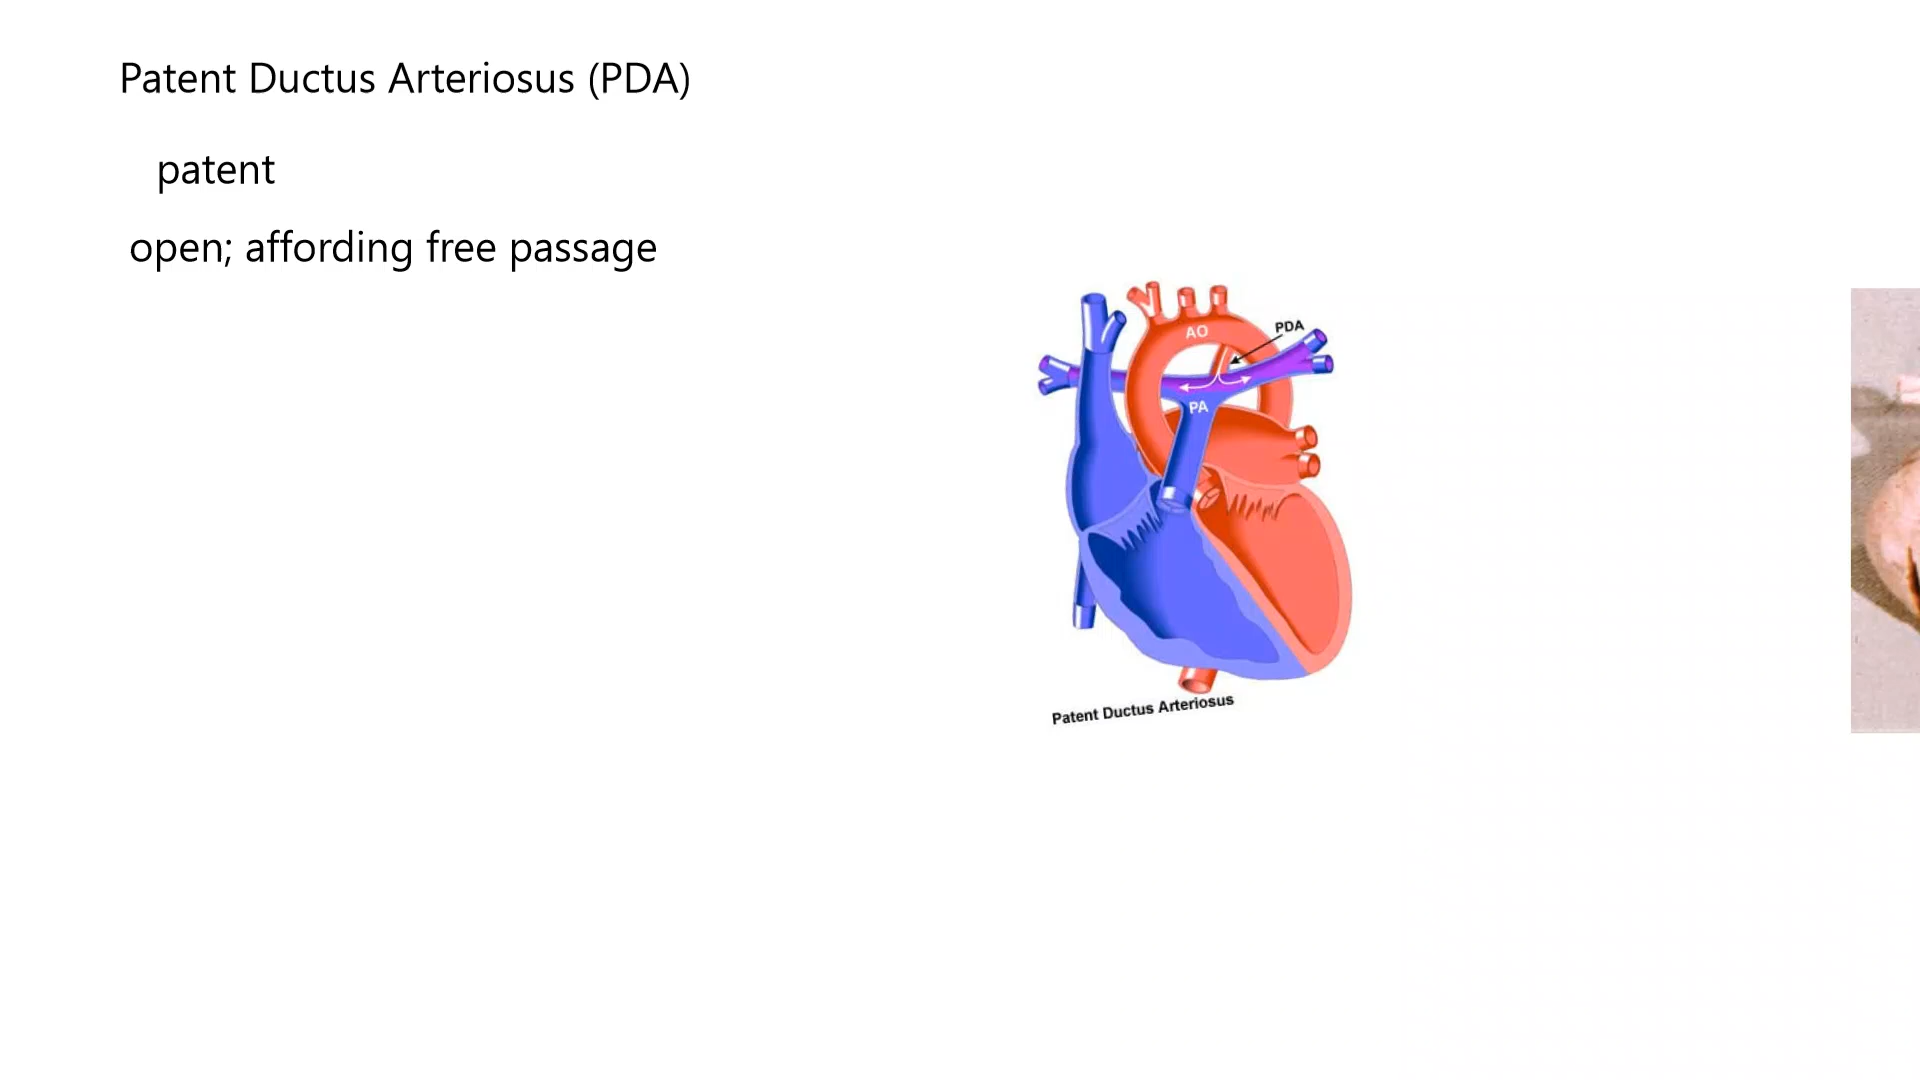 Patent Ductus Arteriosus (PDA)
patent
open; affording free passage
AO
PDA
PA
Patent Ductus Arteriosus